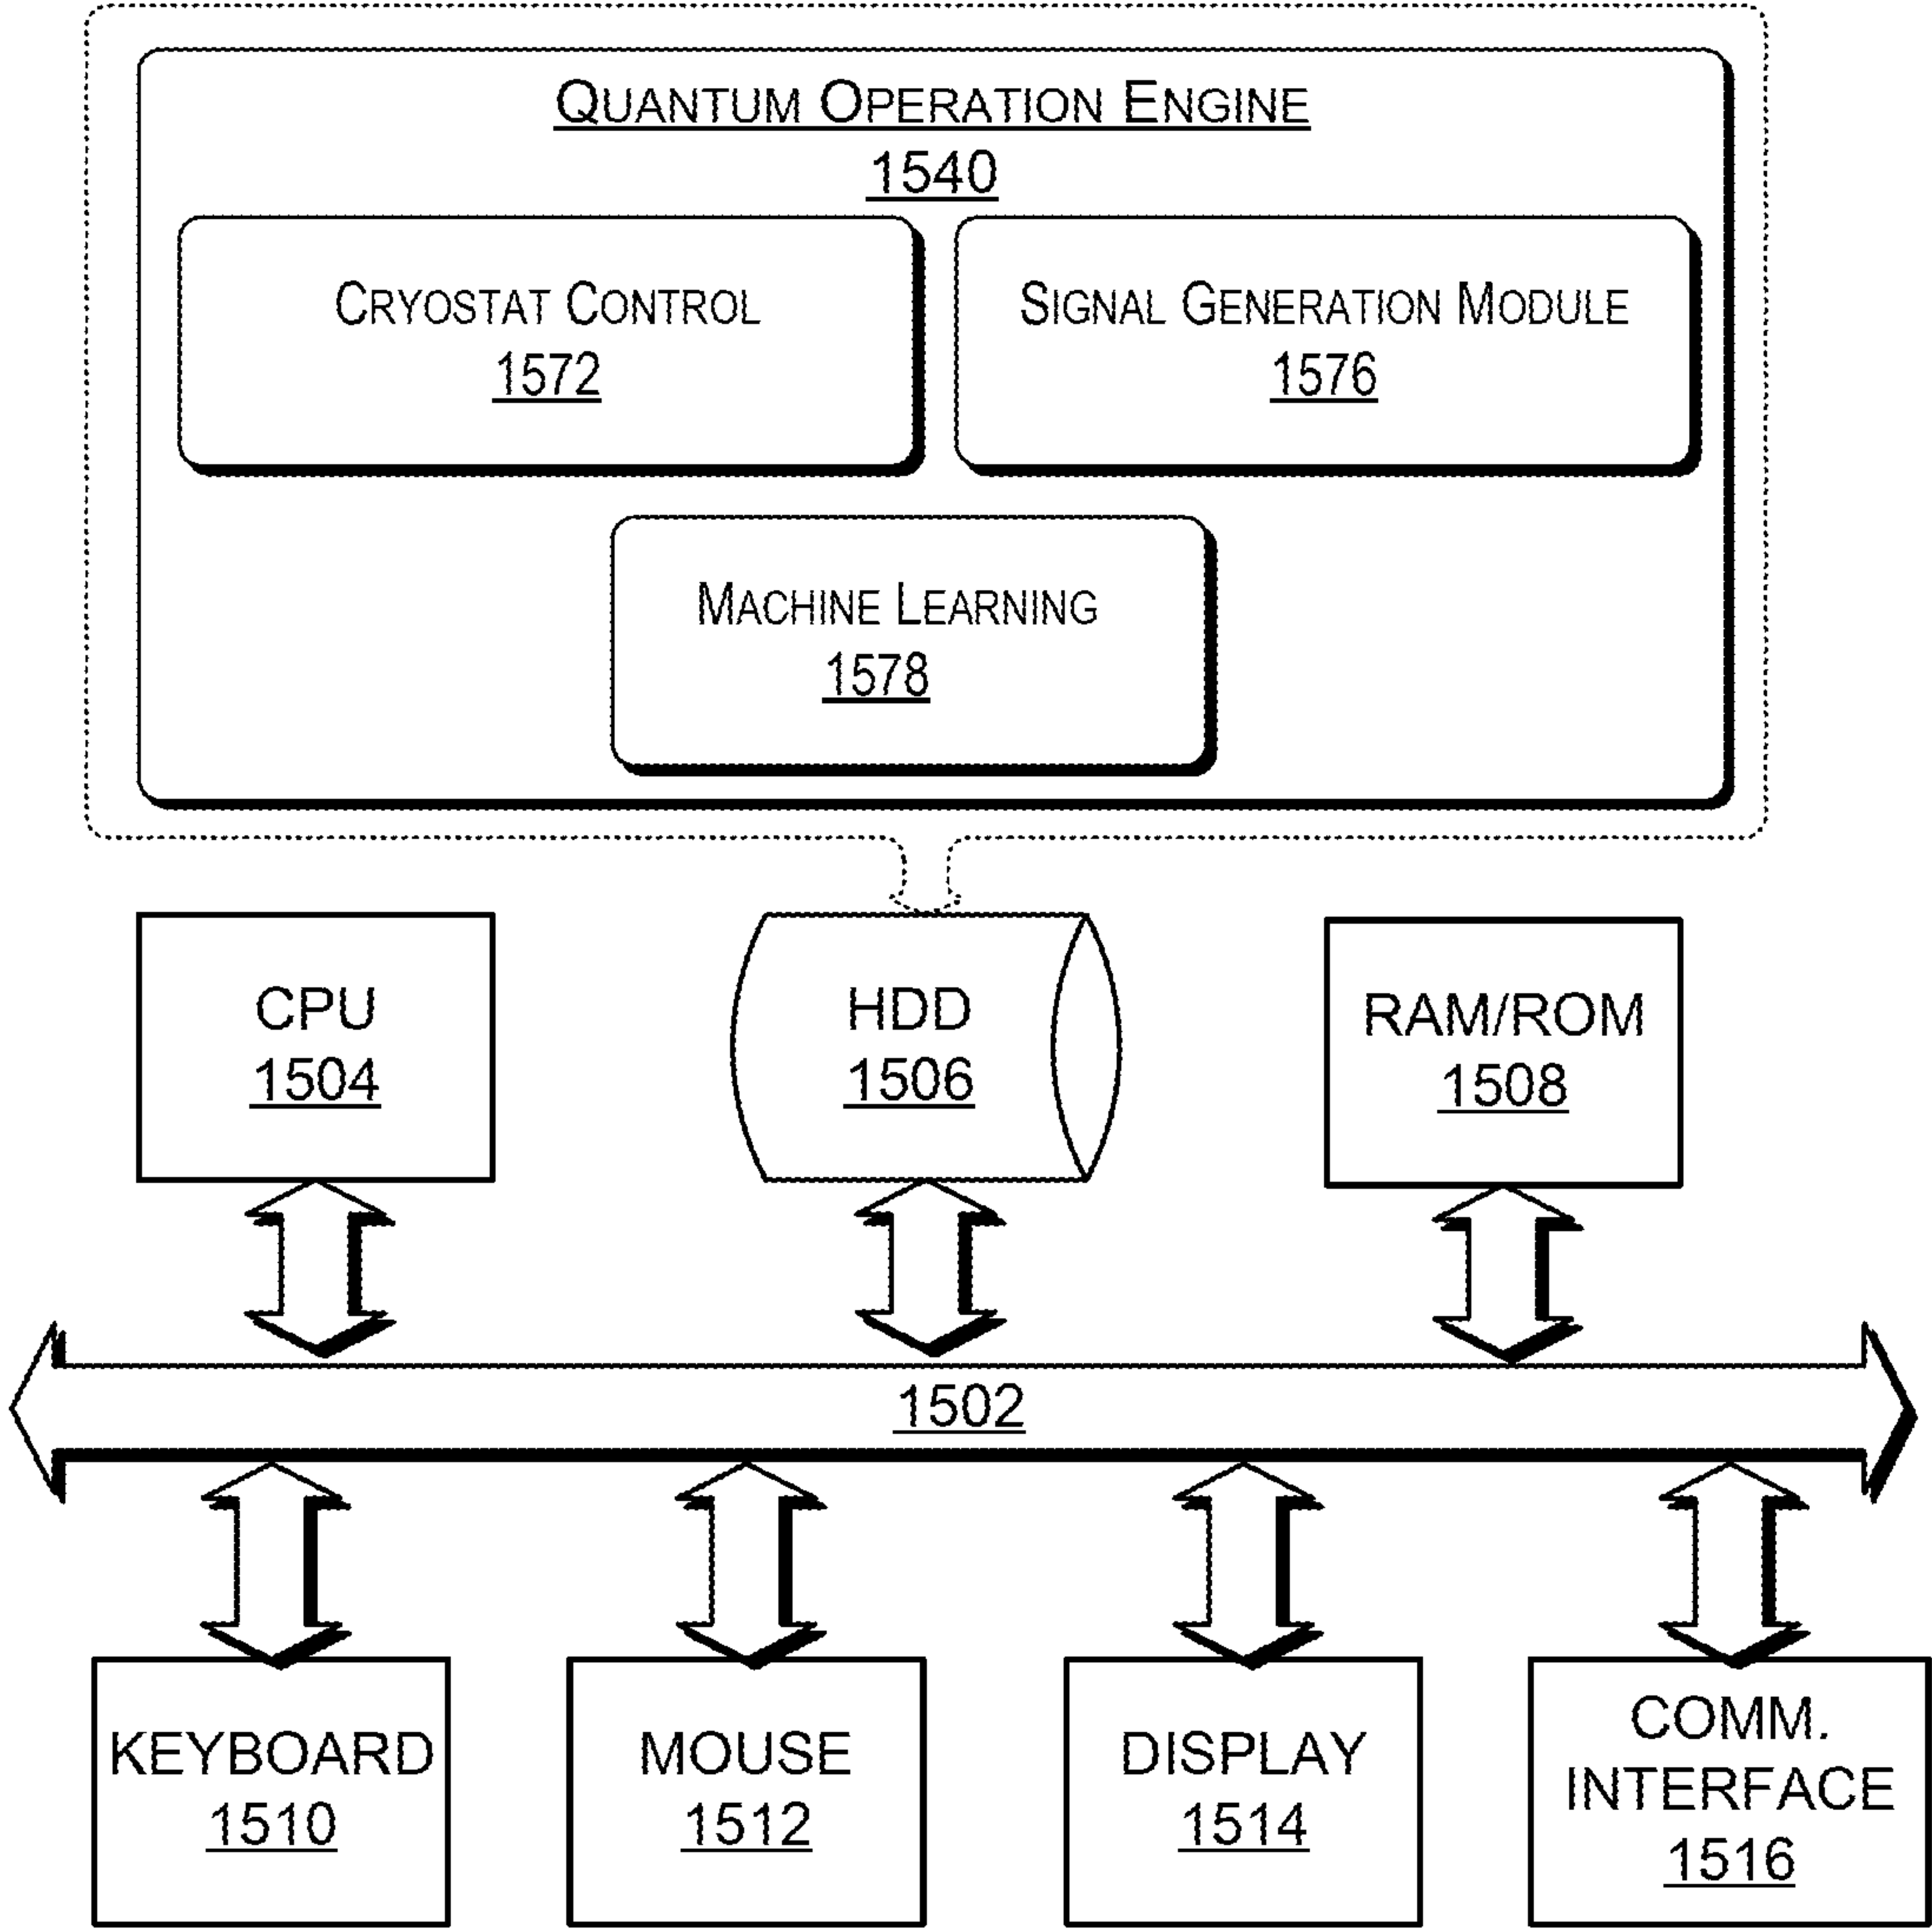 QUANTUM OPERATION ENGINE
1540
CRYOSTAT CONTROL
1572
SIGNAL GENERATION MODULE
1576
MACHINE LEARNING
1578
CPU
1504
HDD
1506
RAM/ROM
1508
1502
KEYBOARD
1510
MOUSE
1512
DISPLAY
1514
COMM.
INTERFACE
1516